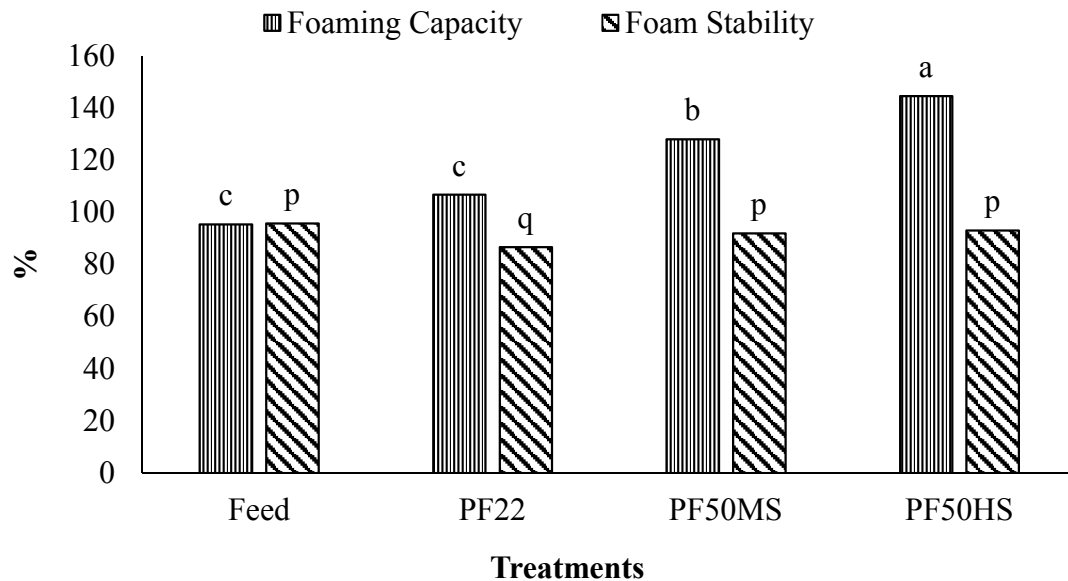 Foaming Capacity Foam Stability
160
140
120
100
80
60
40
20
0
%
c p c q b p a p
Feed PF22 PF50MS PF50HS
Treatments